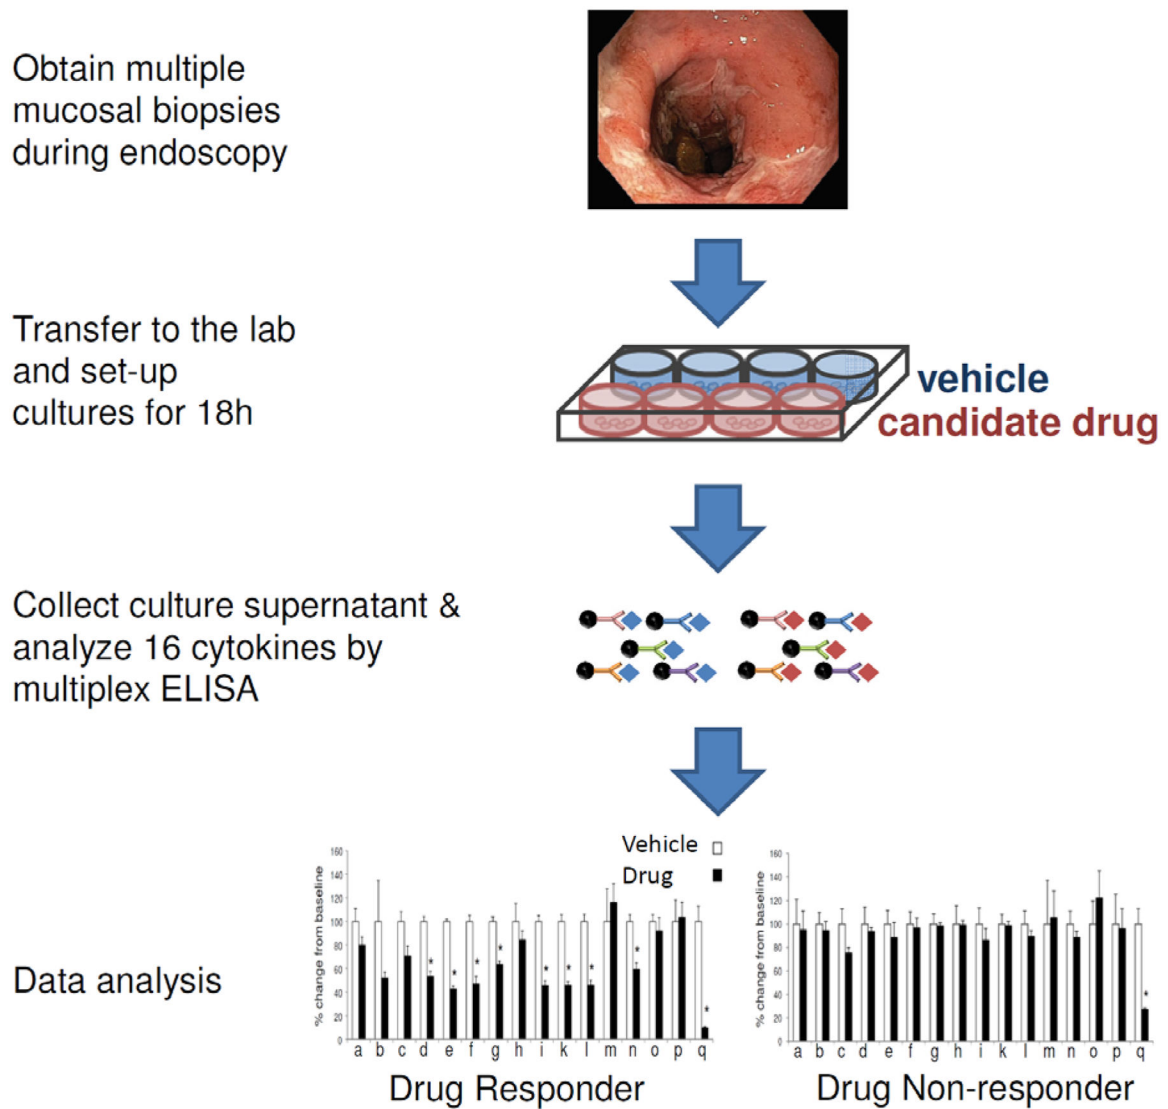 Obtain multiple
mucosal biopsies
during endoscopy
Transfer to the lab
and set-up
cultures for 18h
vehicle
candidate drug
Collect culture supernatant &
analyze 16 cytokines by
multiplex ELISA
Data analysis
Vehicle
Drug
% change from baseline
160
140
120
100
80
60
40
20
0
* * * * * * * * *
a b c d e f g h i k l m n o p q
Drug Responder
% change from baseline
160
140
120
100
80
60
40
20
0
*
a b c d e f g h i k l m n o p q
Drug Non-responder